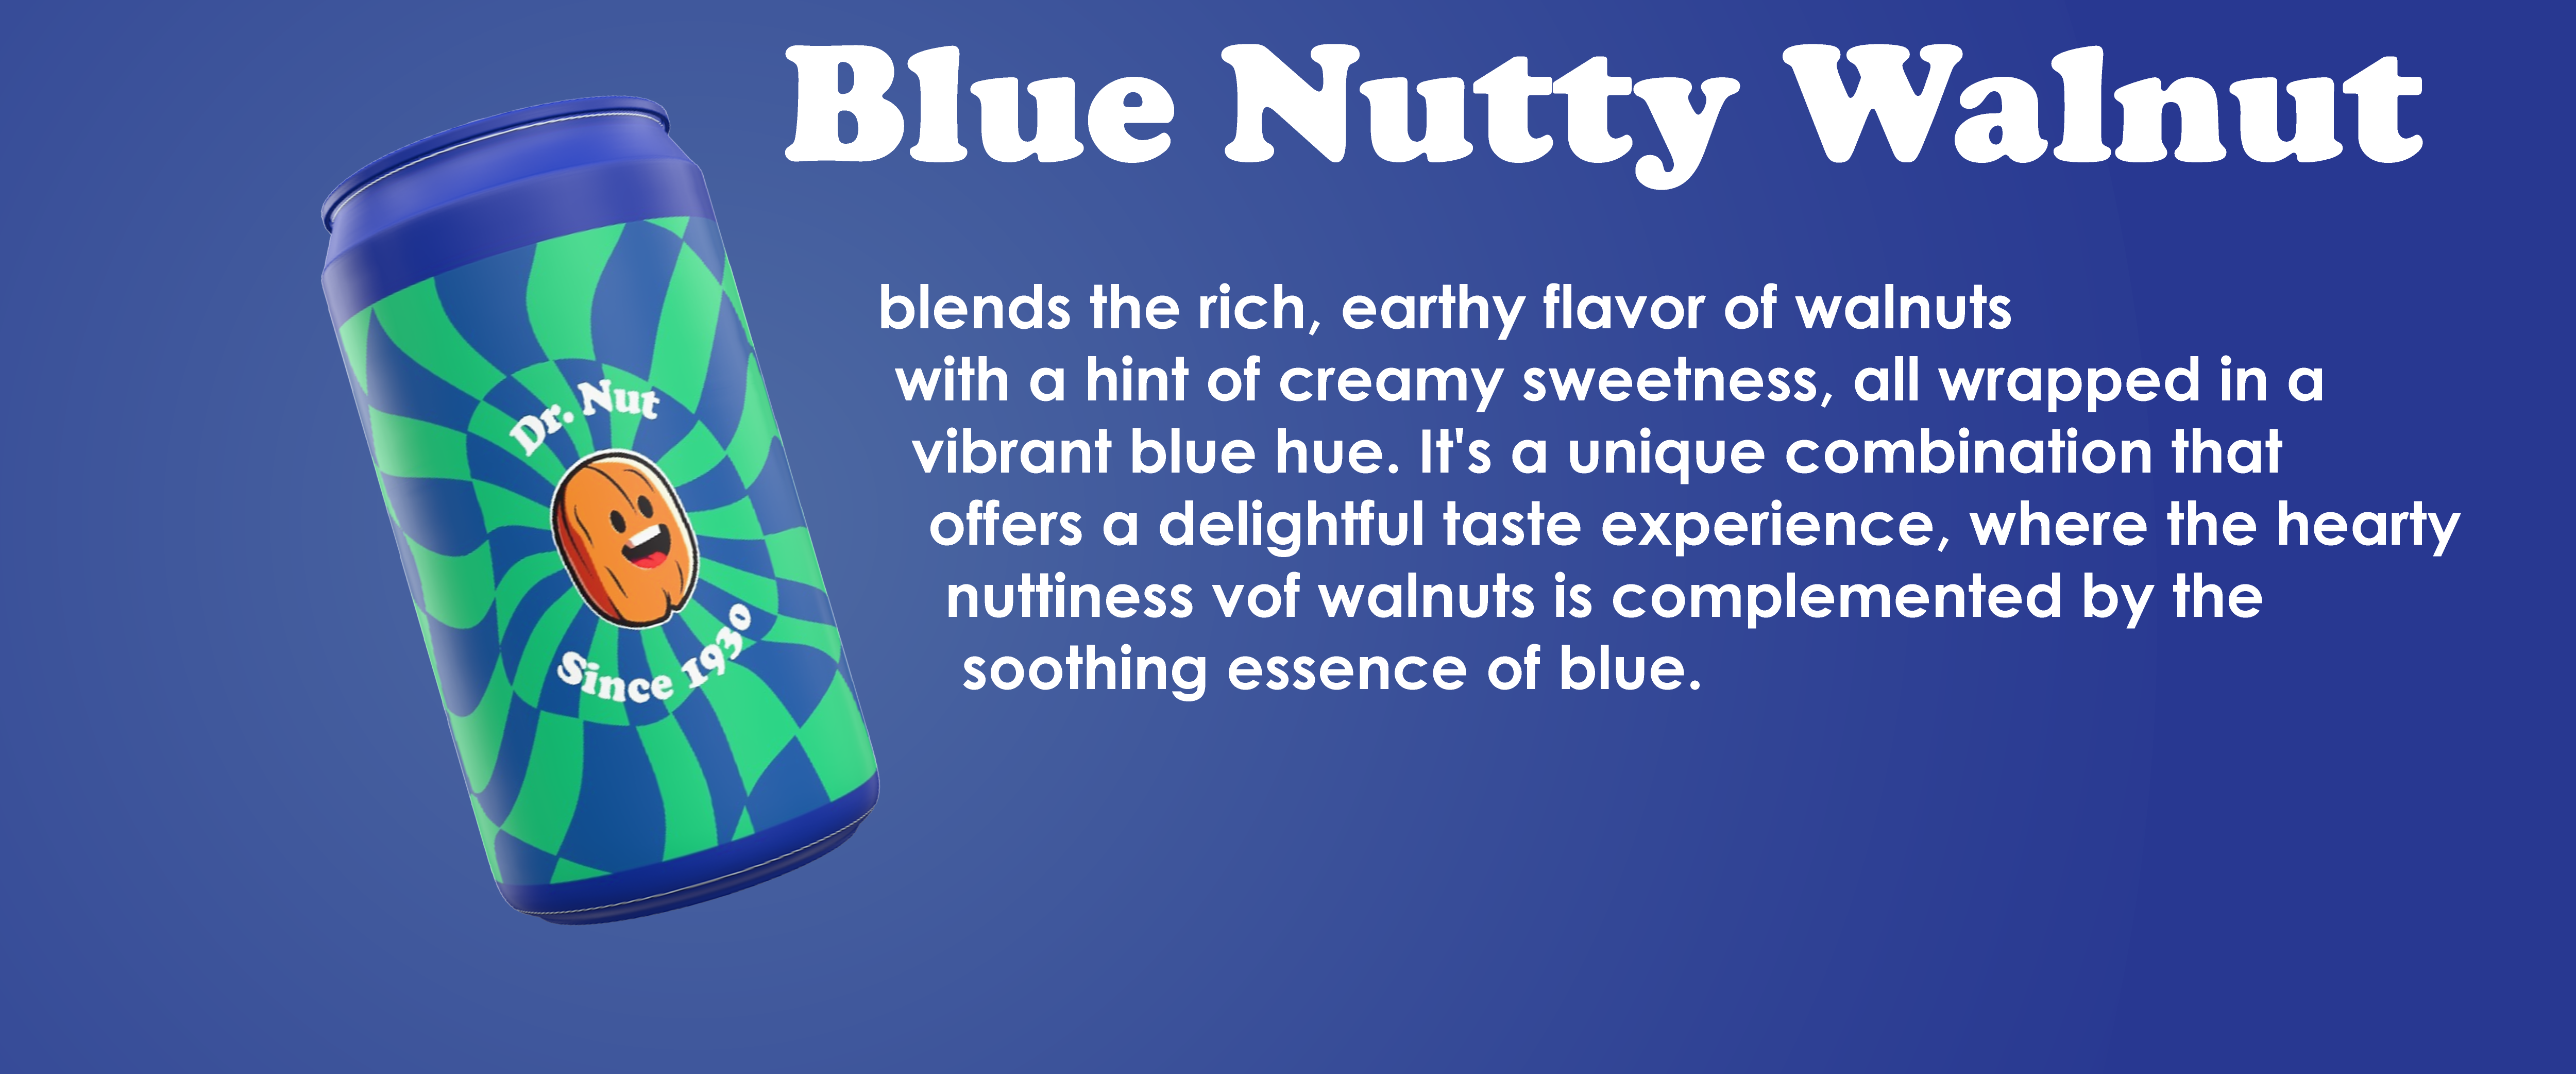 Blue Nutty Walnut
blends the rich, earthy flavor of walnuts
with a hint of creamy sweetness, all wrapped in a
vibrant blue hue. It's a unique combination that
offers a delightful taste experience, where the hearty
nuttiness vof walnuts is complemented by the
soothing essence of blue.
Dr. Nut
Since 1930